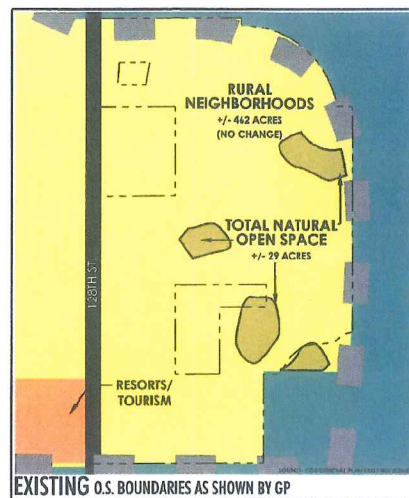 RURAL
NEIGHBORHOODS
+/- 462 ACRES
(NO CHANGE)
TOTAL NATURAL
OPEN SPACE
+/- 29 ACRES
128TH ST
RESORTS/
TOURISM
EXISTING O.S. BOUNDARIES AS SHOWN BY GP